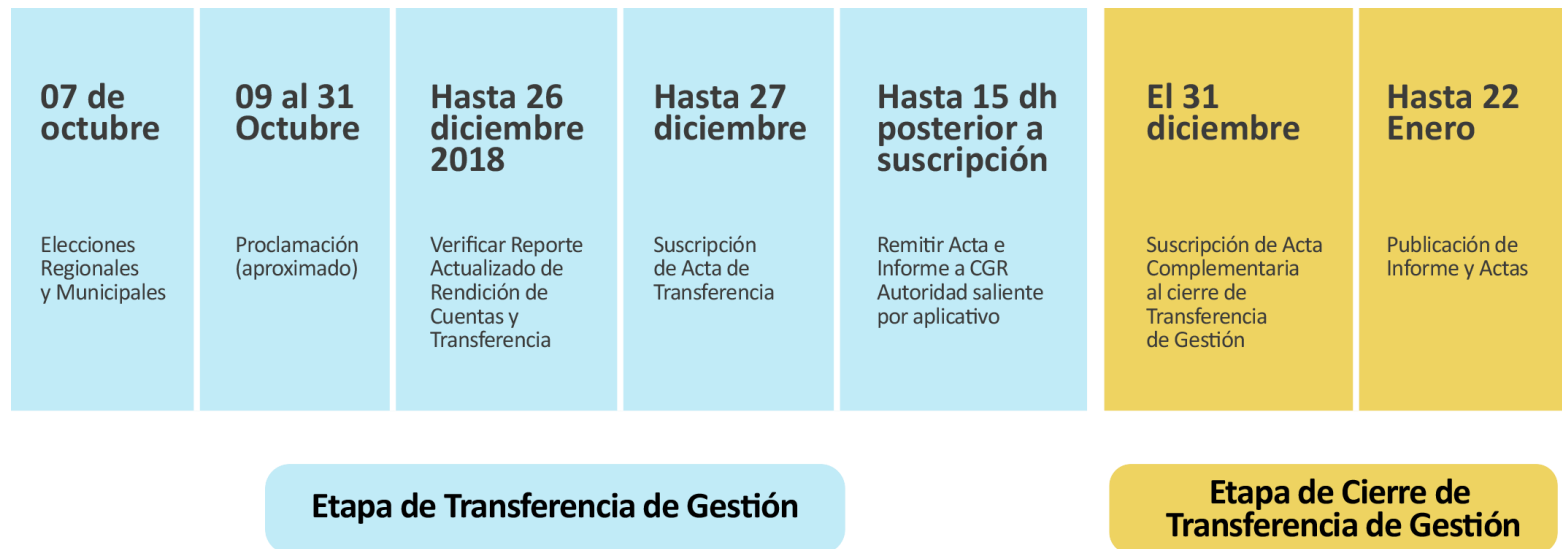 07 de
octubre
Elecciones
Regionales
y Municipales
09 al 31
Octubre
Proclamación
(aproximado)
Hasta 26
diciembre
2018
Verificar Reporte
Actualizado de
Rendición de
Cuentas y
Transferencia
Hasta 27
diciembre
Suscripción
de Acta de
Transferencia
Hasta 15 dh
posterior a
suscripción
Remitir Acta e
Informe a CGR
Autoridad saliente
por aplicativo
El 31
diciembre
Suscripción de Acta
Complementaria
al cierre de
Transferencia
de Gestión
Hasta 22
Enero
Publicación de
Informe y Actas
Etapa de Transferencia de Gestión
Etapa de Cierre de
Transferencia de Gestión